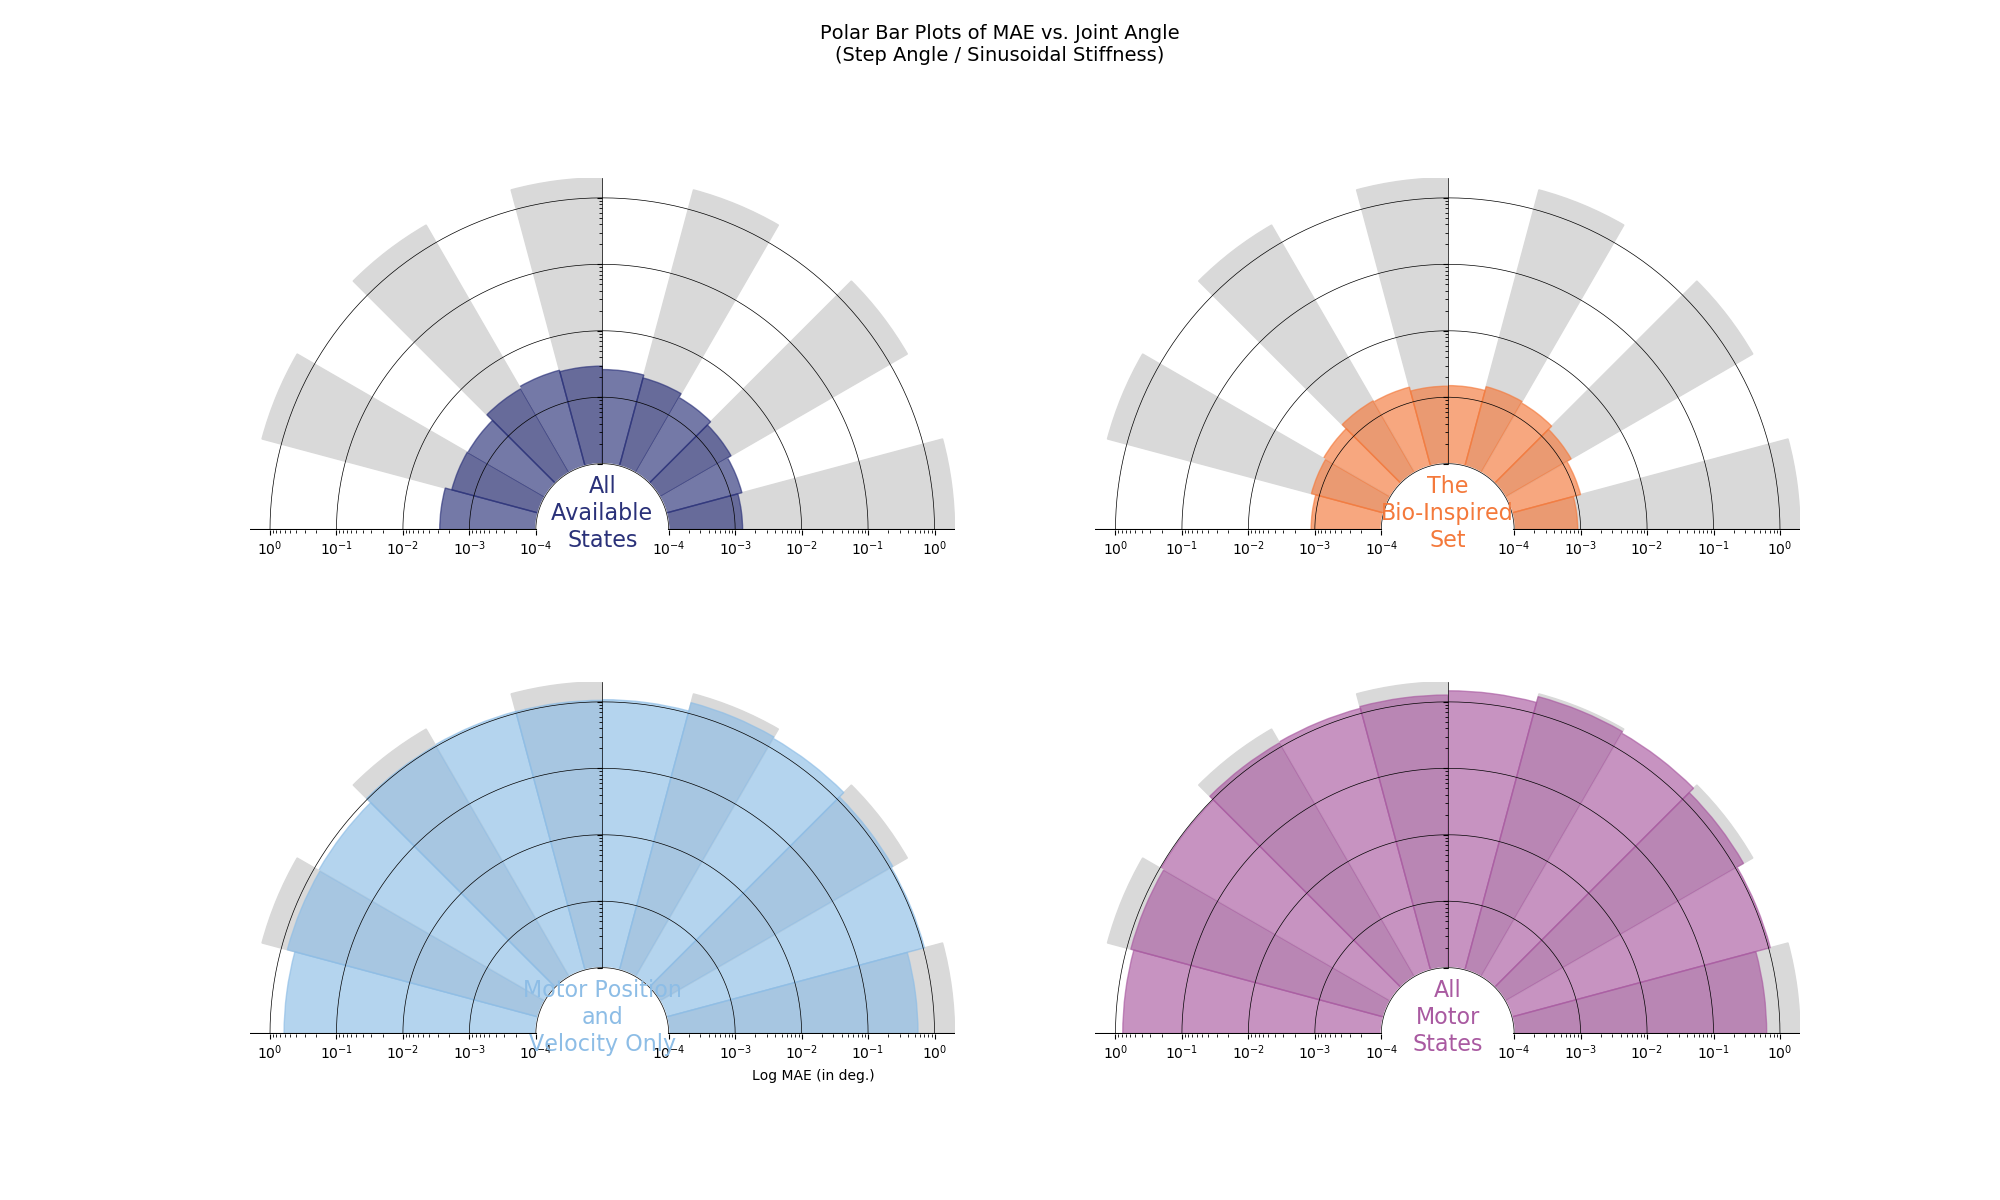 Polar Bar Plots of MAE vs. Joint Angle
(Step Angle / Sinusoidal Stiffness)
All
Available
States
10⁰ 10⁻¹ 10⁻² 10⁻³ 10⁻⁴ 10⁻⁴ 10⁻³ 10⁻² 10⁻¹ 10⁰
The
Bio-Inspired
Set
10⁰ 10⁻¹ 10⁻² 10⁻³ 10⁻⁴ 10⁻⁴ 10⁻³ 10⁻² 10⁻¹ 10⁰
Motor Position
and
Velocity Only
10⁰ 10⁻¹ 10⁻² 10⁻³ 10⁻⁴ 10⁻⁴ 10⁻³ 10⁻² 10⁻¹ 10⁰
Log MAE (in deg.)
All
Motor
States
10⁰ 10⁻¹ 10⁻² 10⁻³ 10⁻⁴ 10⁻⁴ 10⁻³ 10⁻² 10⁻¹ 10⁰